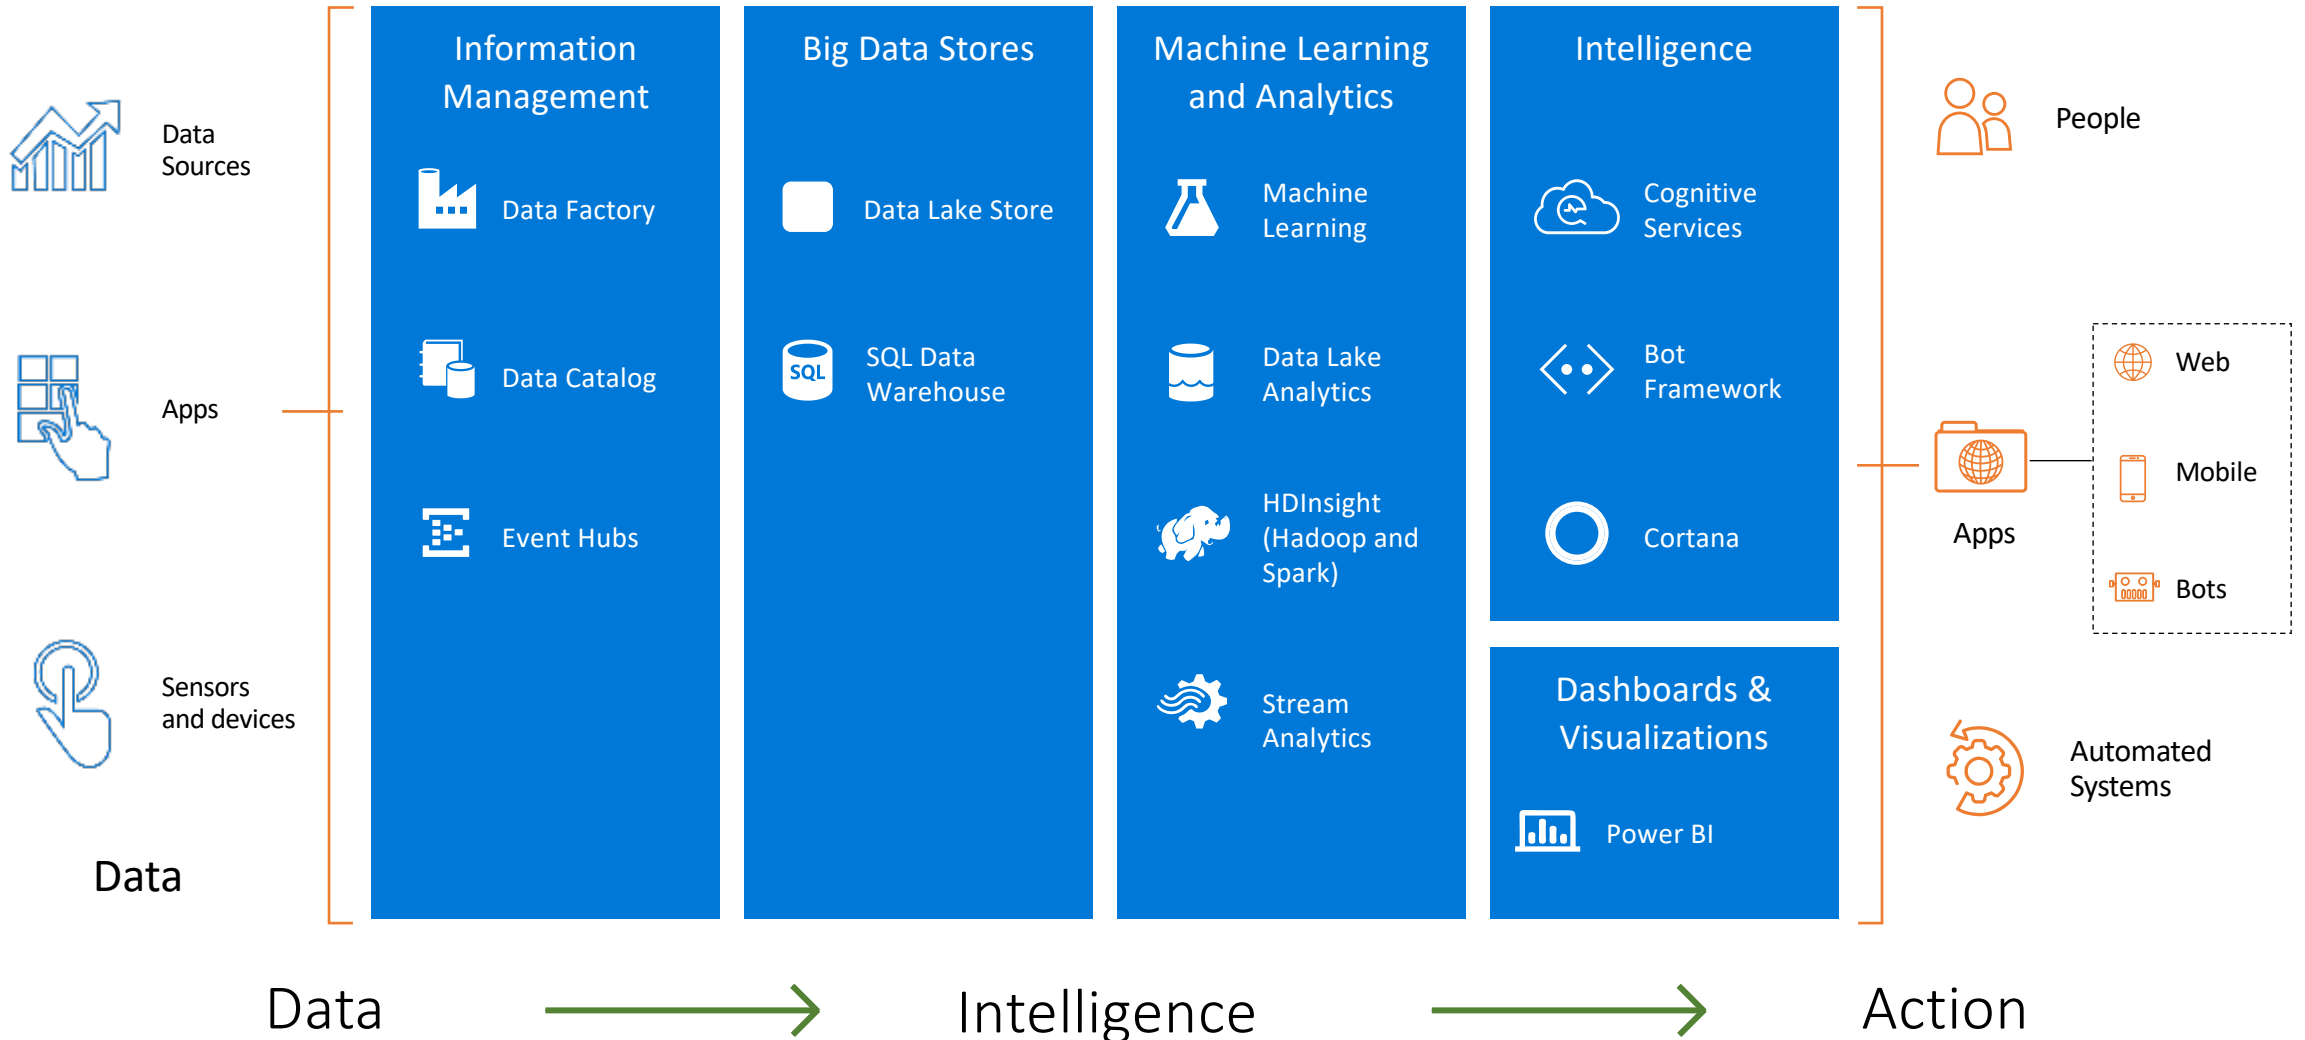 Data
Sources
Apps
Sensors
and devices
Data
Information
Management
Data Factory
Data Catalog
Event Hubs
Big Data Stores
Data Lake Store
SQL
SQL Data
Warehouse
Machine Learning
and Analytics
Machine
Learning
Data Lake
Analytics
HDInsight
(Hadoop and
Spark)
Stream
Analytics
Intelligence
Cognitive
Services
Bot
Framework
Cortana
Dashboards &
Visualizations
Power BI
People
Apps
Web
Mobile
Bots
Automated
Systems
Data
Intelligence
Action